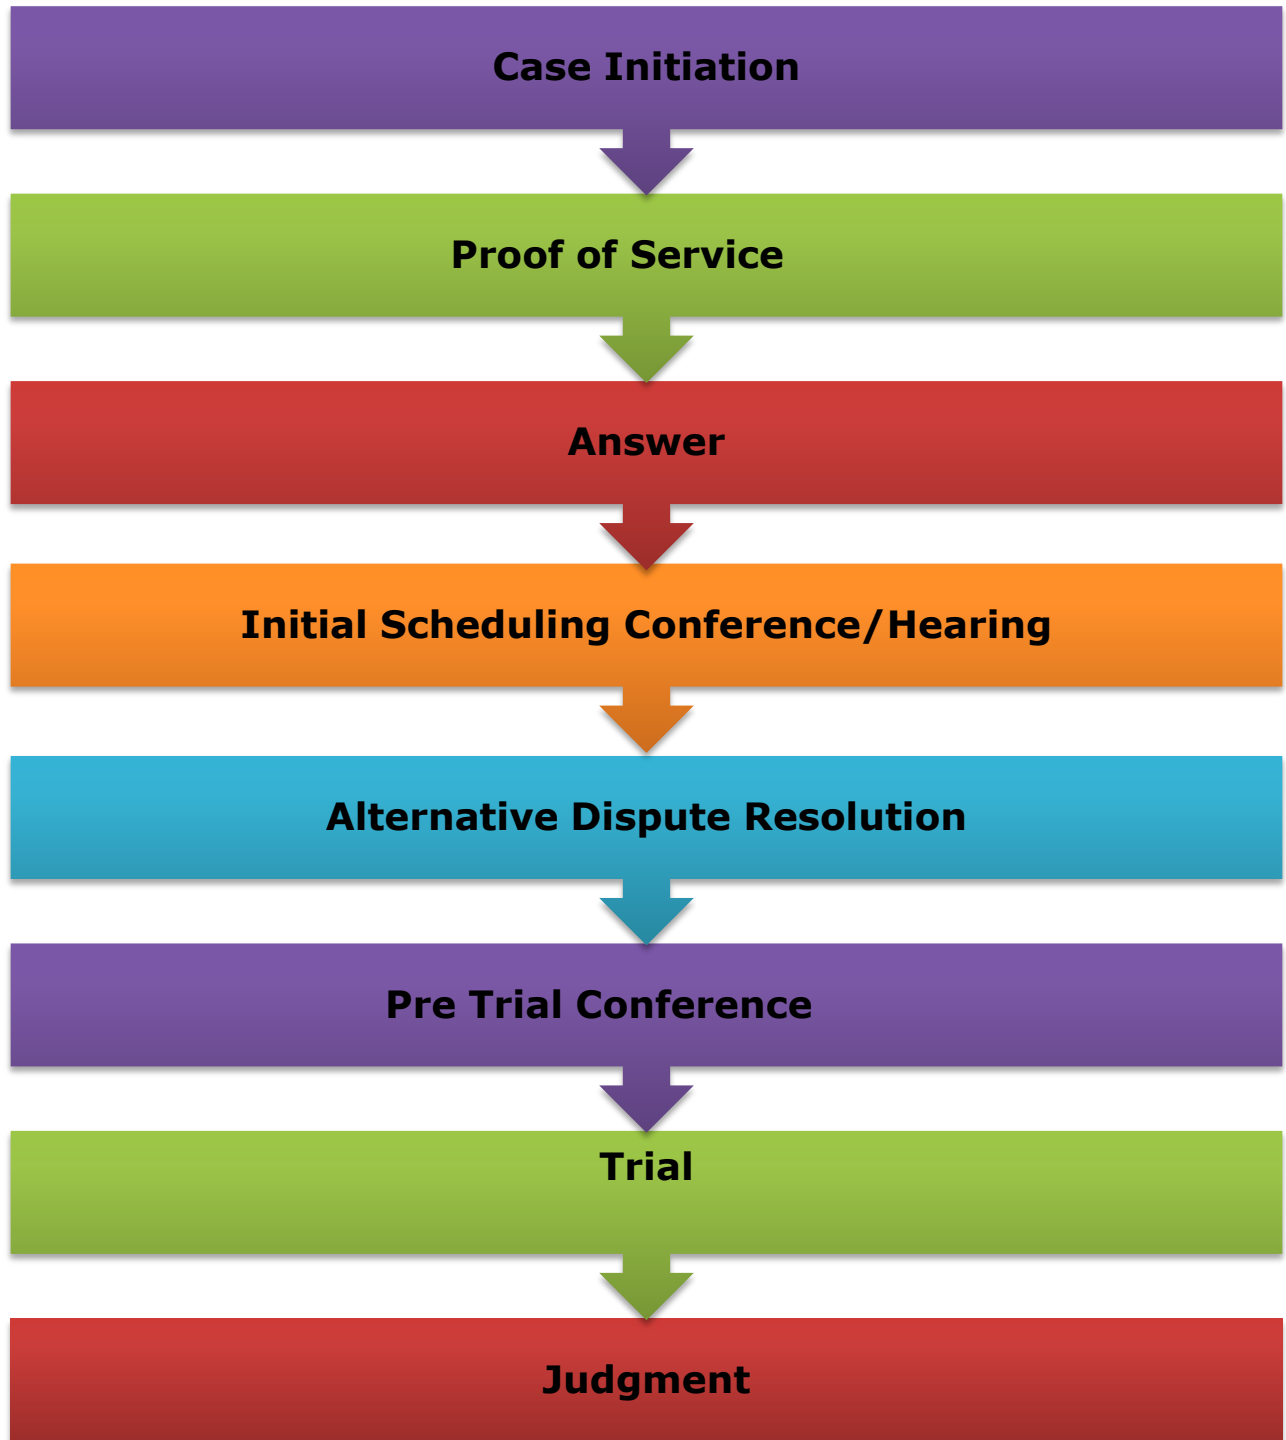 Case Initiation
Proof of Service
Answer
Initial Scheduling Conference/Hearing
Alternative Dispute Resolution
Pre Trial Conference
Trial
Judgment